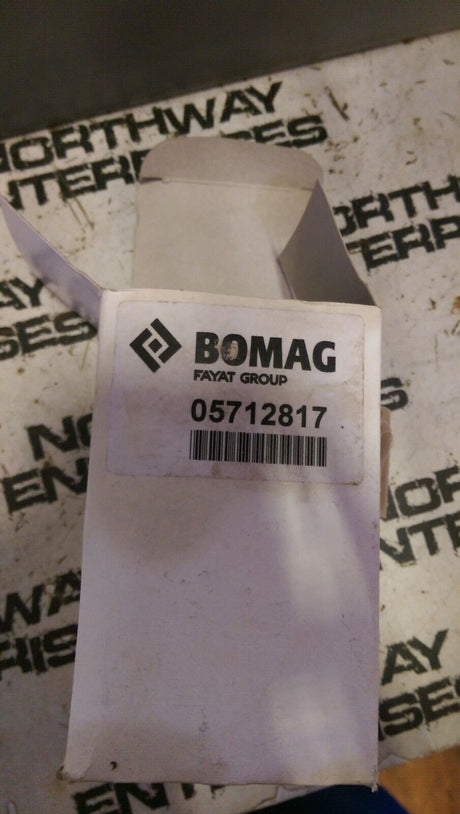 NORTHWAY
ENTERPRISES
BOMAG
FAYAT GROUP
05712817